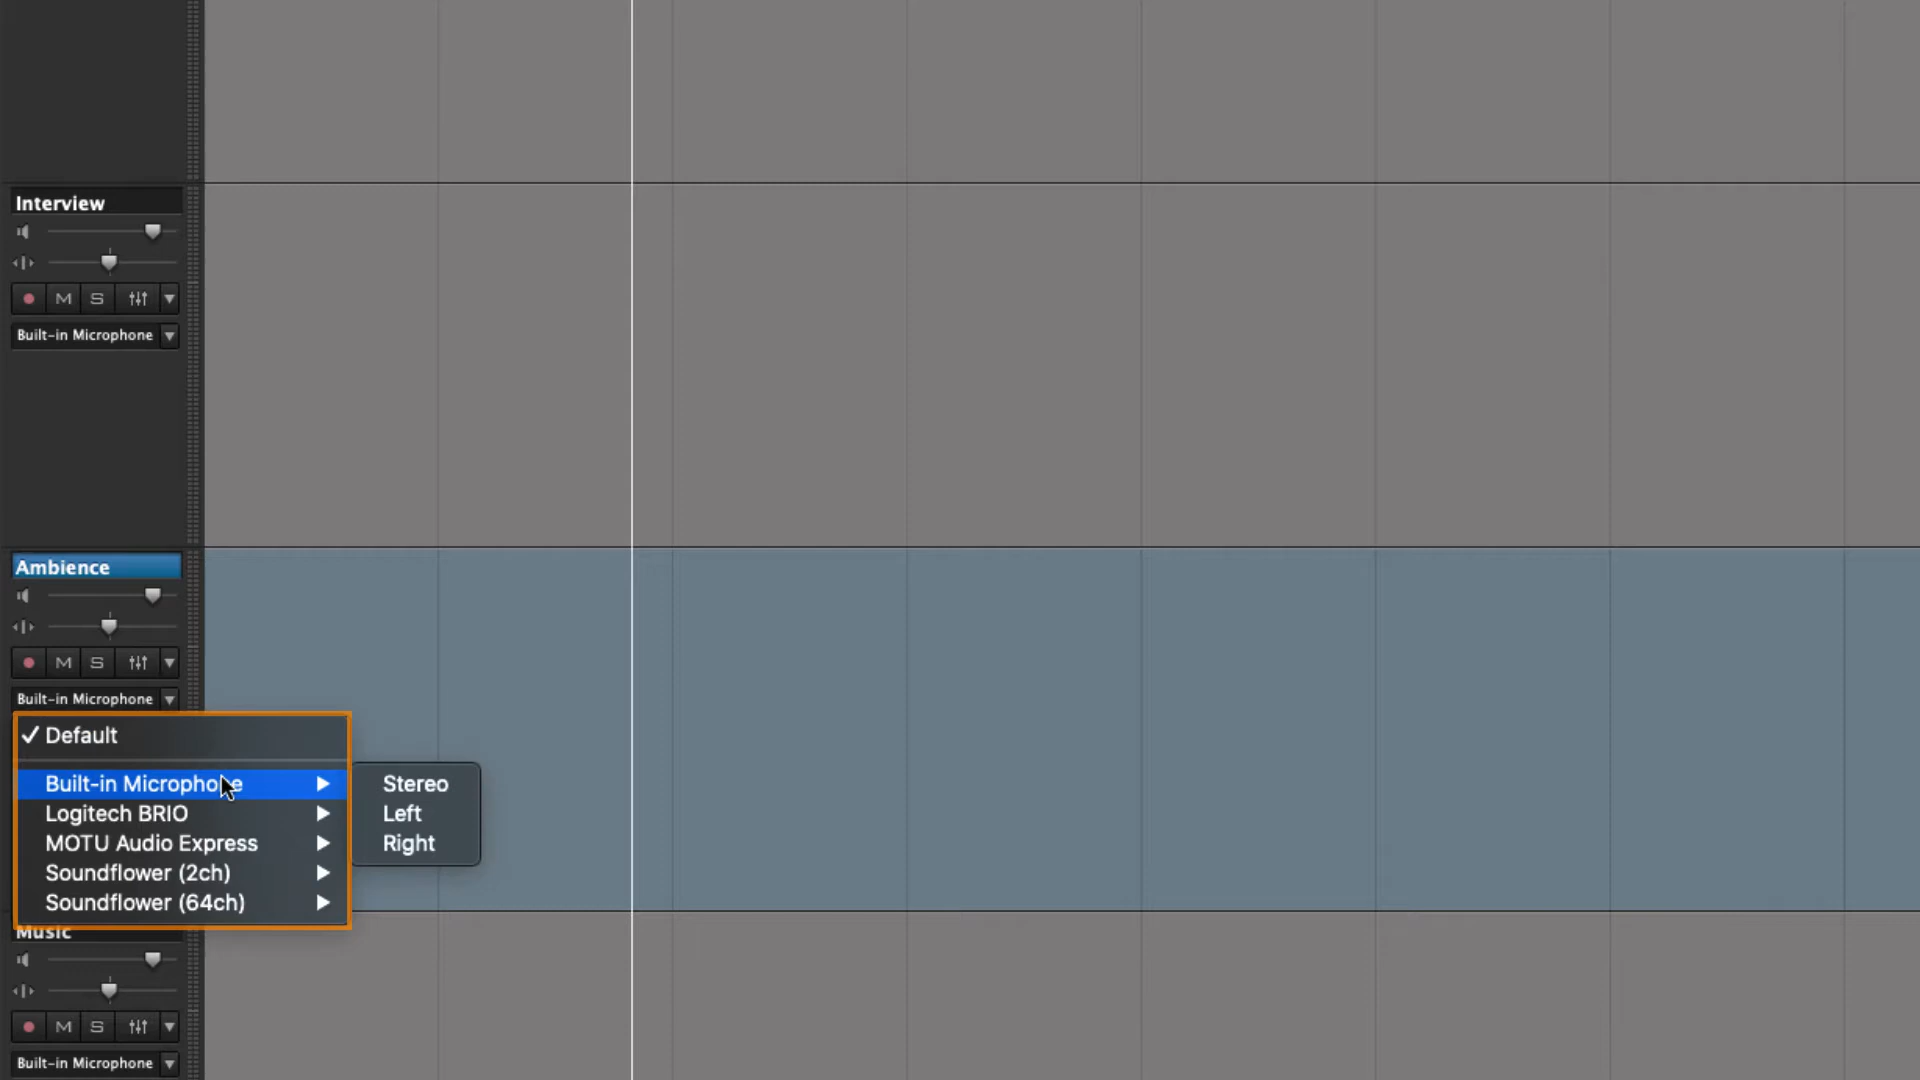 Interview
M S
Built-in Microphone
Ambience
M S
Built-in Microphone
✓ Default
Built-in Microphone
Stereo
Logitech BRIO
Left
MOTU Audio Express
Right
Soundflower (2ch)
Soundflower (64ch)
Music
M S
Built-in Microphone